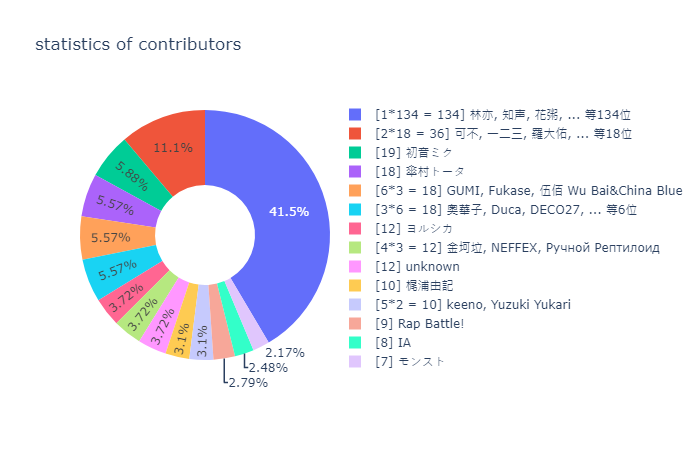 statistics of contributors
41.5%
11.1%
5.88%
5.57%
5.57%
5.57%
3.72%
3.72%
3.72%
3.1%
3.1%
2.79%
2.48%
2.17%
[1*134 = 134] 林亦, 知声, 花粥, ... 等134位
[2*18 = 36] 可不, 一二三, 羅大佑, ... 等18位
[19] 初音ミク
[18] 傘村トータ
[6*3 = 18] GUMI, Fukase, 伍佰 Wu Bai&China Blue
[3*6 = 18] 奥華子, Duca, DECO27, ... 等6位
[12] ヨルシカ
[4*3 = 12] 金坷垃, NEFFEX, Ручной Рептилоид
[12] unknown
[10] 梶浦由記
[5*2 = 10] keeno, Yuzuki Yukari
[9] Rap Battle!
[8] IA
[7] モンスト